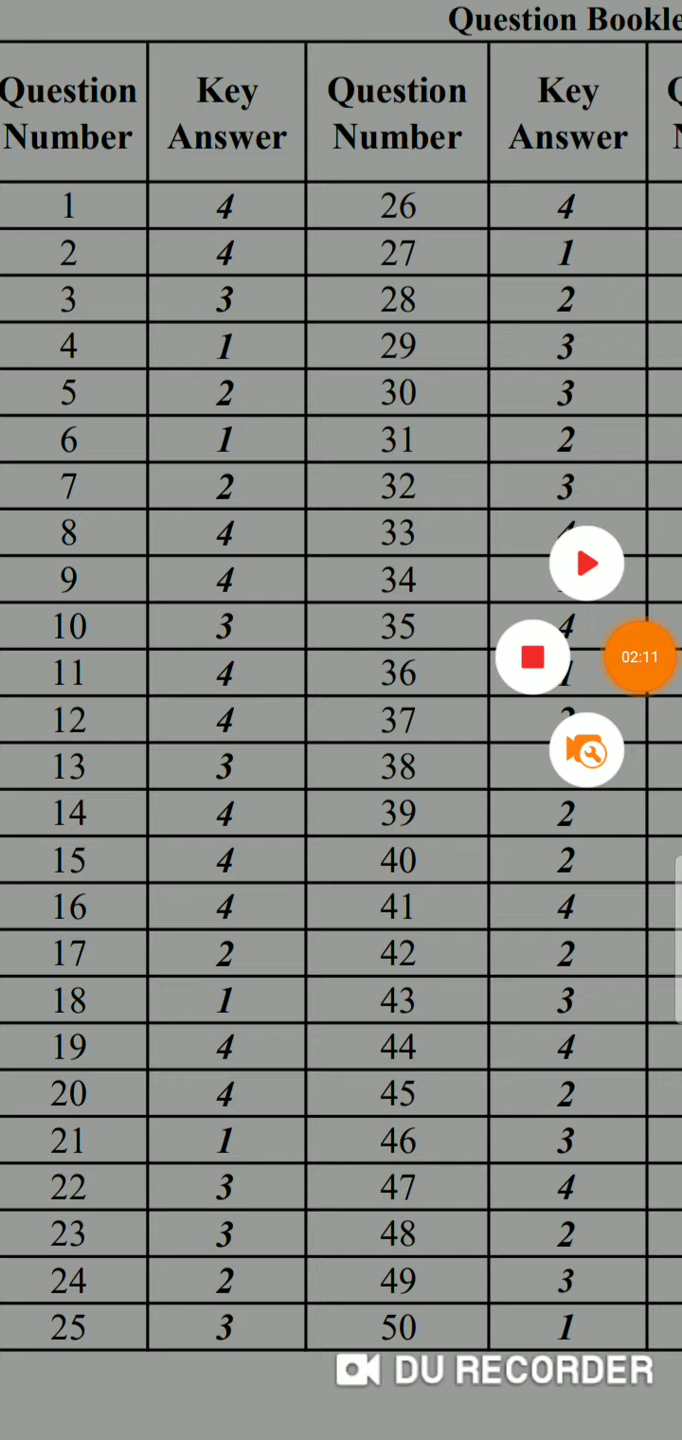 Question Bookle
Question Number Key Answer Question Number Key Answer
1 4 26 4
2 4 27 1
3 3 28 2
4 1 29 3
5 2 30 3
6 1 31 2
7 2 32 3
8 4 33
9 4 34
10 3 35 4
11 4 36 1
12 4 37
13 3 38
14 4 39 2
15 4 40 2
16 4 41 4
17 2 42 2
18 1 43 3
19 4 44 4
20 4 45 2
21 1 46 3
22 3 47 4
23 3 48 2
24 2 49 3
25 3 50 1
02:11
DU RECORDER